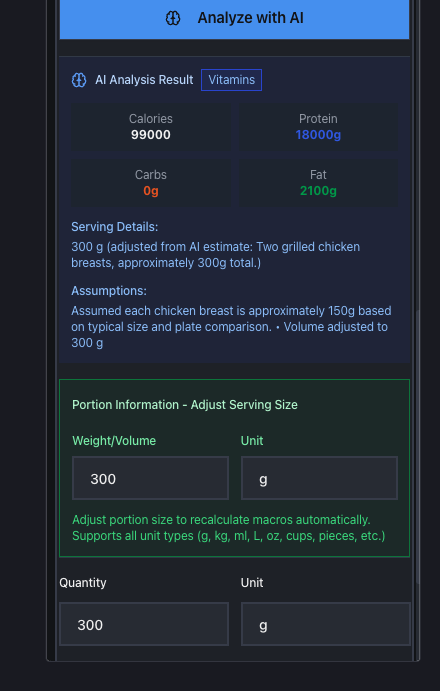 Analyze with AI
AI Analysis Result Vitamins
Calories Protein
99000 18000g
Carbs Fat
0g 2100g
Serving Details:
300 g (adjusted from AI estimate: Two grilled chicken
breasts, approximately 300g total.)
Assumptions:
Assumed each chicken breast is approximately 150g based
on typical size and plate comparison. • Volume adjusted to
300 g
Portion Information - Adjust Serving Size
Weight/Volume Unit
300 g
Adjust portion size to recalculate macros automatically.
Supports all unit types (g, kg, ml, L, oz, cups, pieces, etc.)
Quantity Unit
300 g